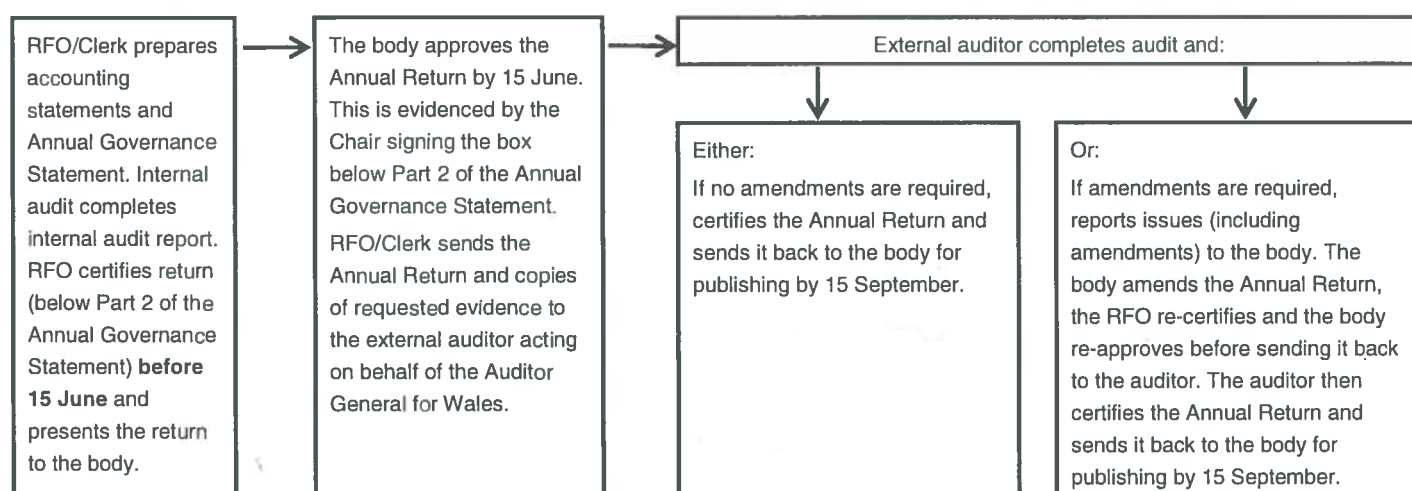 RFO/Clerk prepares
accounting
statements and
Annual Governance
Statement. Internal
audit completes
internal audit report.
RFO certifies return
(below Part 2 of the
Annual Governance
Statement) before
15 June and
presents the return
to the body.
The body approves the
Annual Return by 15 June.
This is evidenced by the
Chair signing the box
below Part 2 of the Annual
Governance Statement.
RFO/Clerk sends the
Annual Return and copies
of requested evidence to
the external auditor acting
on behalf of the Auditor
General for Wales.
External auditor completes audit and:
Either:
If no amendments are required,
certifies the Annual Return and
sends it back to the body for
publishing by 15 September.
Or:
If amendments are required,
reports issues (including
amendments) to the body. The
body amends the Annual Return,
the RFO re-certifies and the body
re-approves before sending it back
to the auditor. The auditor then
certifies the Annual Return and
sends it back to the body for
publishing by 15 September.